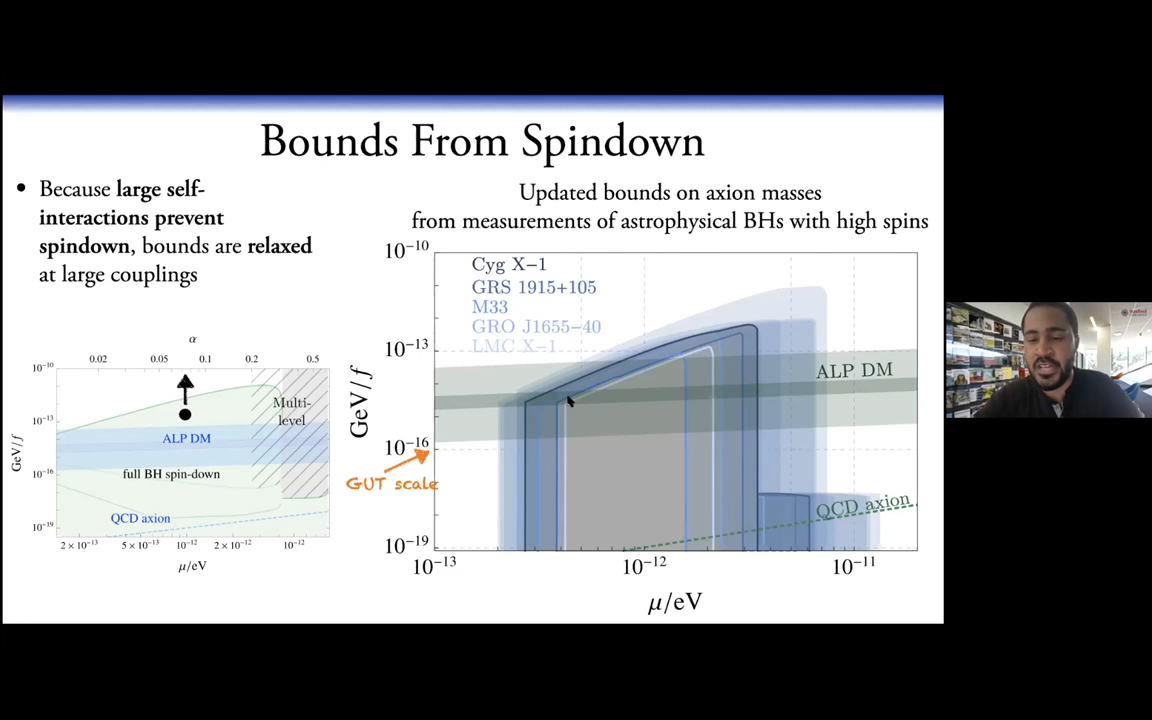 Bounds From Spindown
• Because large self-
interactions prevent
spindown, bounds are relaxed
at large couplings
α
0.02 0.05 0.1 0.2 0.5
10⁻¹⁰
10⁻¹³
10⁻¹⁶
10⁻¹⁹
GeV/f
Multi-
level
ALP DM
full BH spin-down
QCD axion
2×10⁻¹³ 5×10⁻¹³ 10⁻¹² 2×10⁻¹² 10⁻¹²
μ/eV
Updated bounds on axion masses
from measurements of astrophysical BHs with high spins
10⁻¹⁰
10⁻¹³
10⁻¹⁶
10⁻¹⁹
GeV/f
Cyg X−1
GRS 1915+105
M33
GRO J1655−40
LMC X−1
ALP DM
GUT scale
QCD axion
10⁻¹³ 10⁻¹² 10⁻¹¹
μ/eV